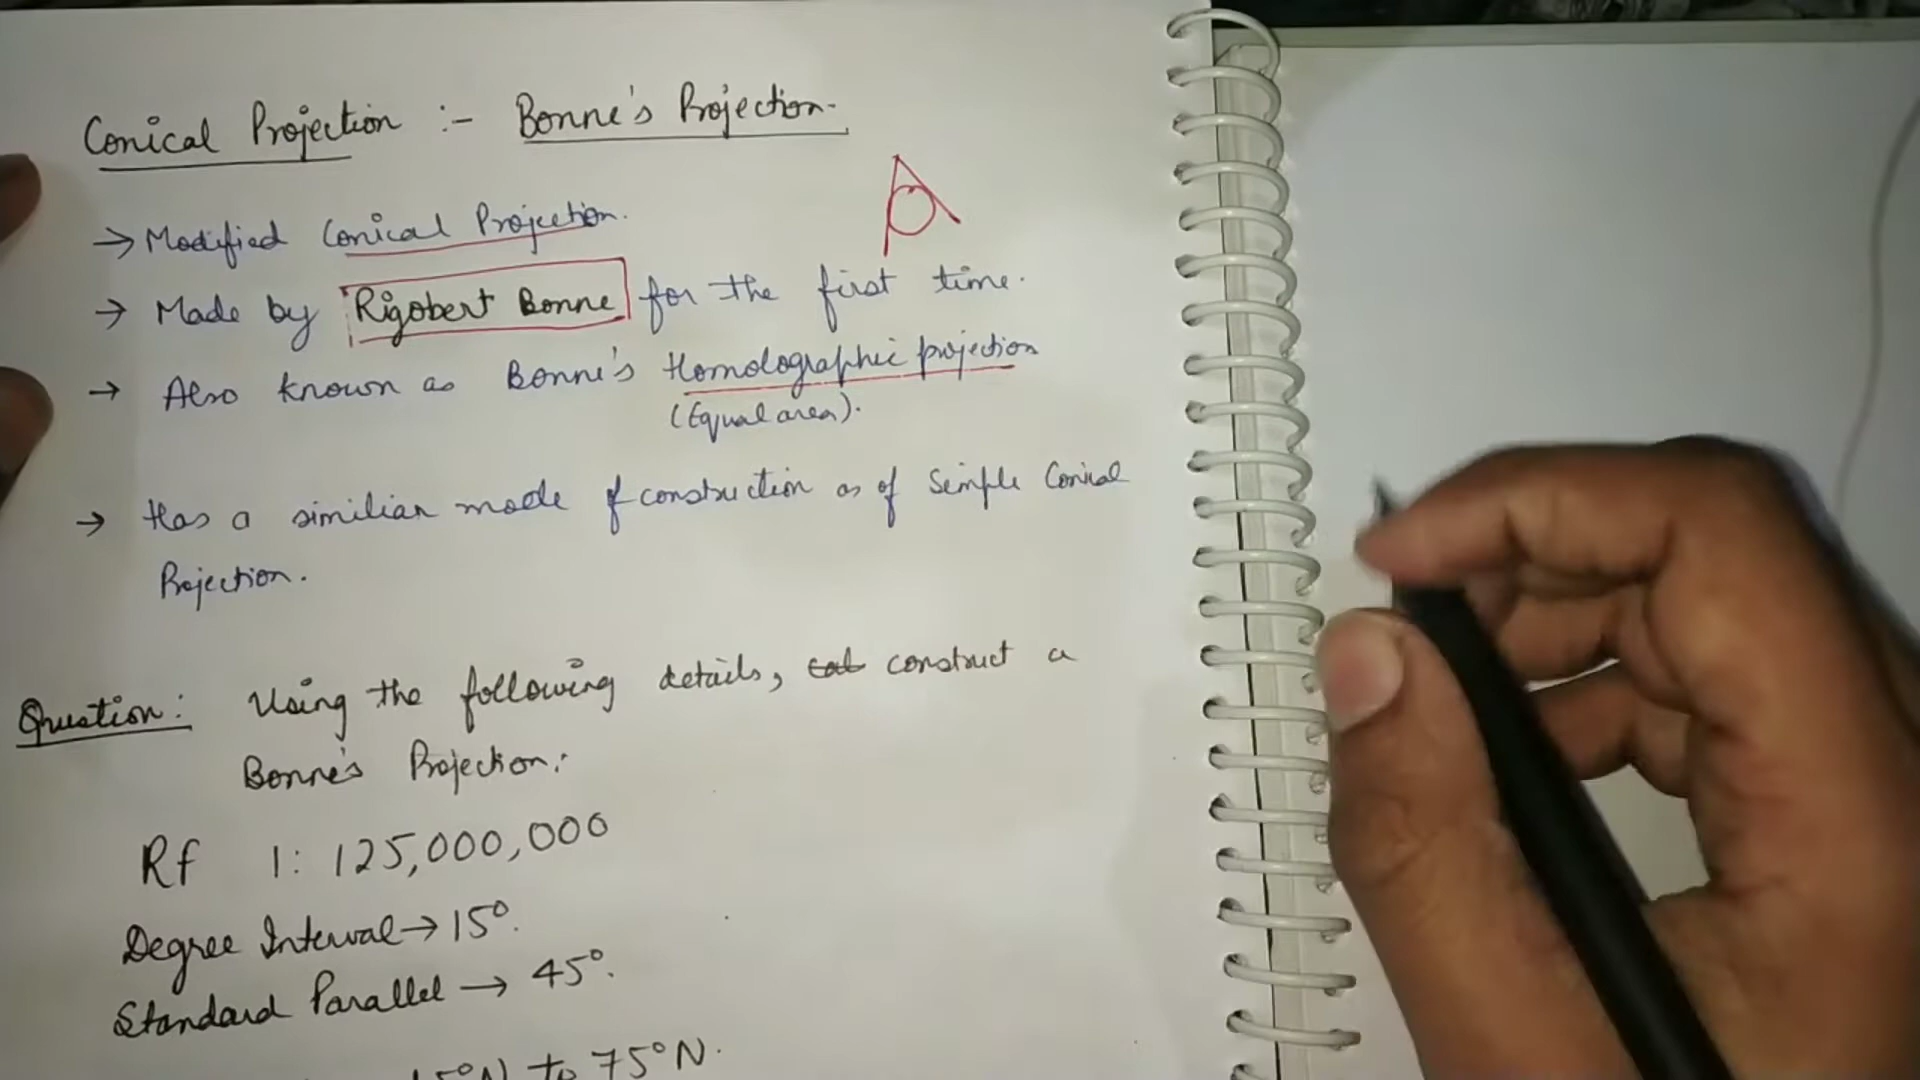 Conical Projection :- Bonne's Projection.
→ Modified Conical Projection.
→ Made by Rigobert Bonne for the first time.
→ Also known as Bonne's Homolographic projection
(Equal area).
→ Has a similiar mode of construction as of Simple Conical
Projection.
Question: Using the following details, construct a
Bonne's Projection:
Rf 1: 125,000,000
Degree Interval → 15°.
Standard Parallel → 45°.
to 75°N.